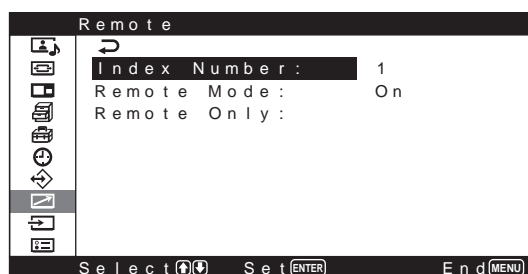 Remote
Index Number: 1
Remote Mode: On
Remote Only:
Select Set ENTER End MENU